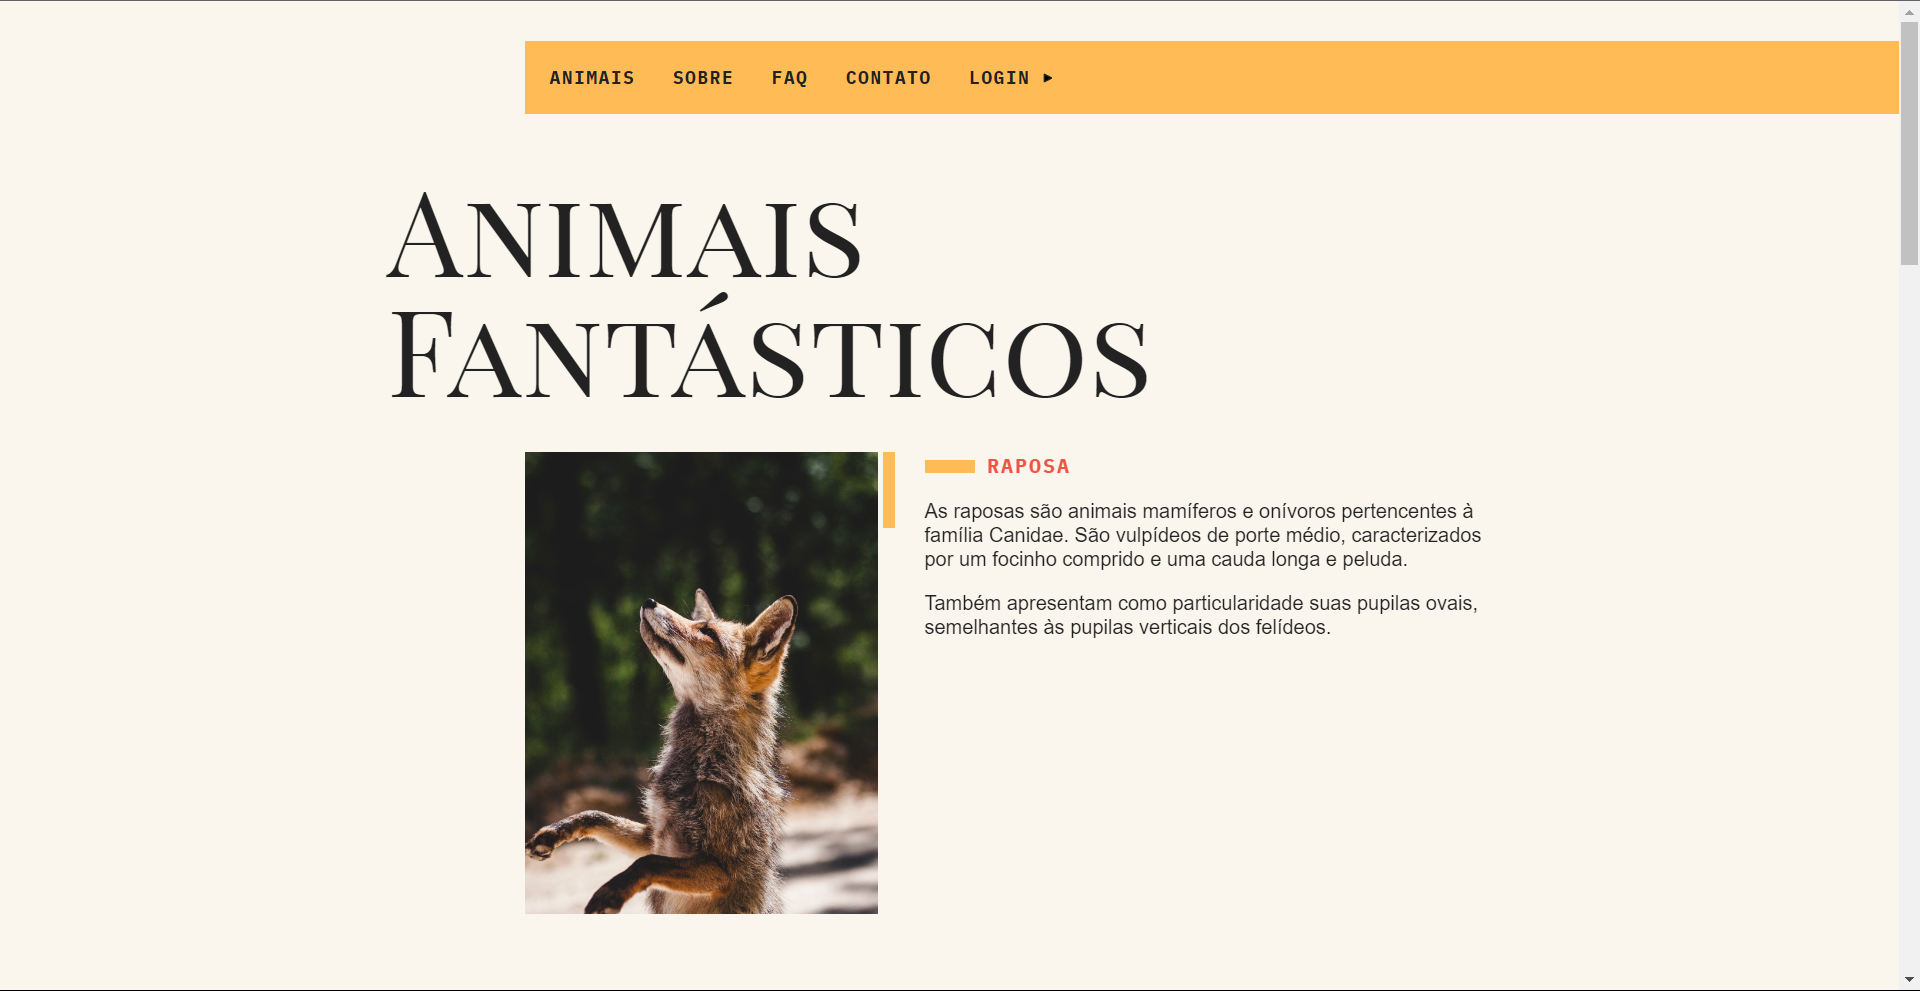 ANIMAIS SOBRE FAQ CONTATO LOGIN ▸
Animais
Fantásticos
RAPOSA
As raposas são animais mamíferos e onívoros pertencentes à
família Canidae. São vulpídeos de porte médio, caracterizados
por um focinho comprido e uma cauda longa e peluda.
Também apresentam como particularidade suas pupilas ovais,
semelhantes às pupilas verticais dos felídeos.